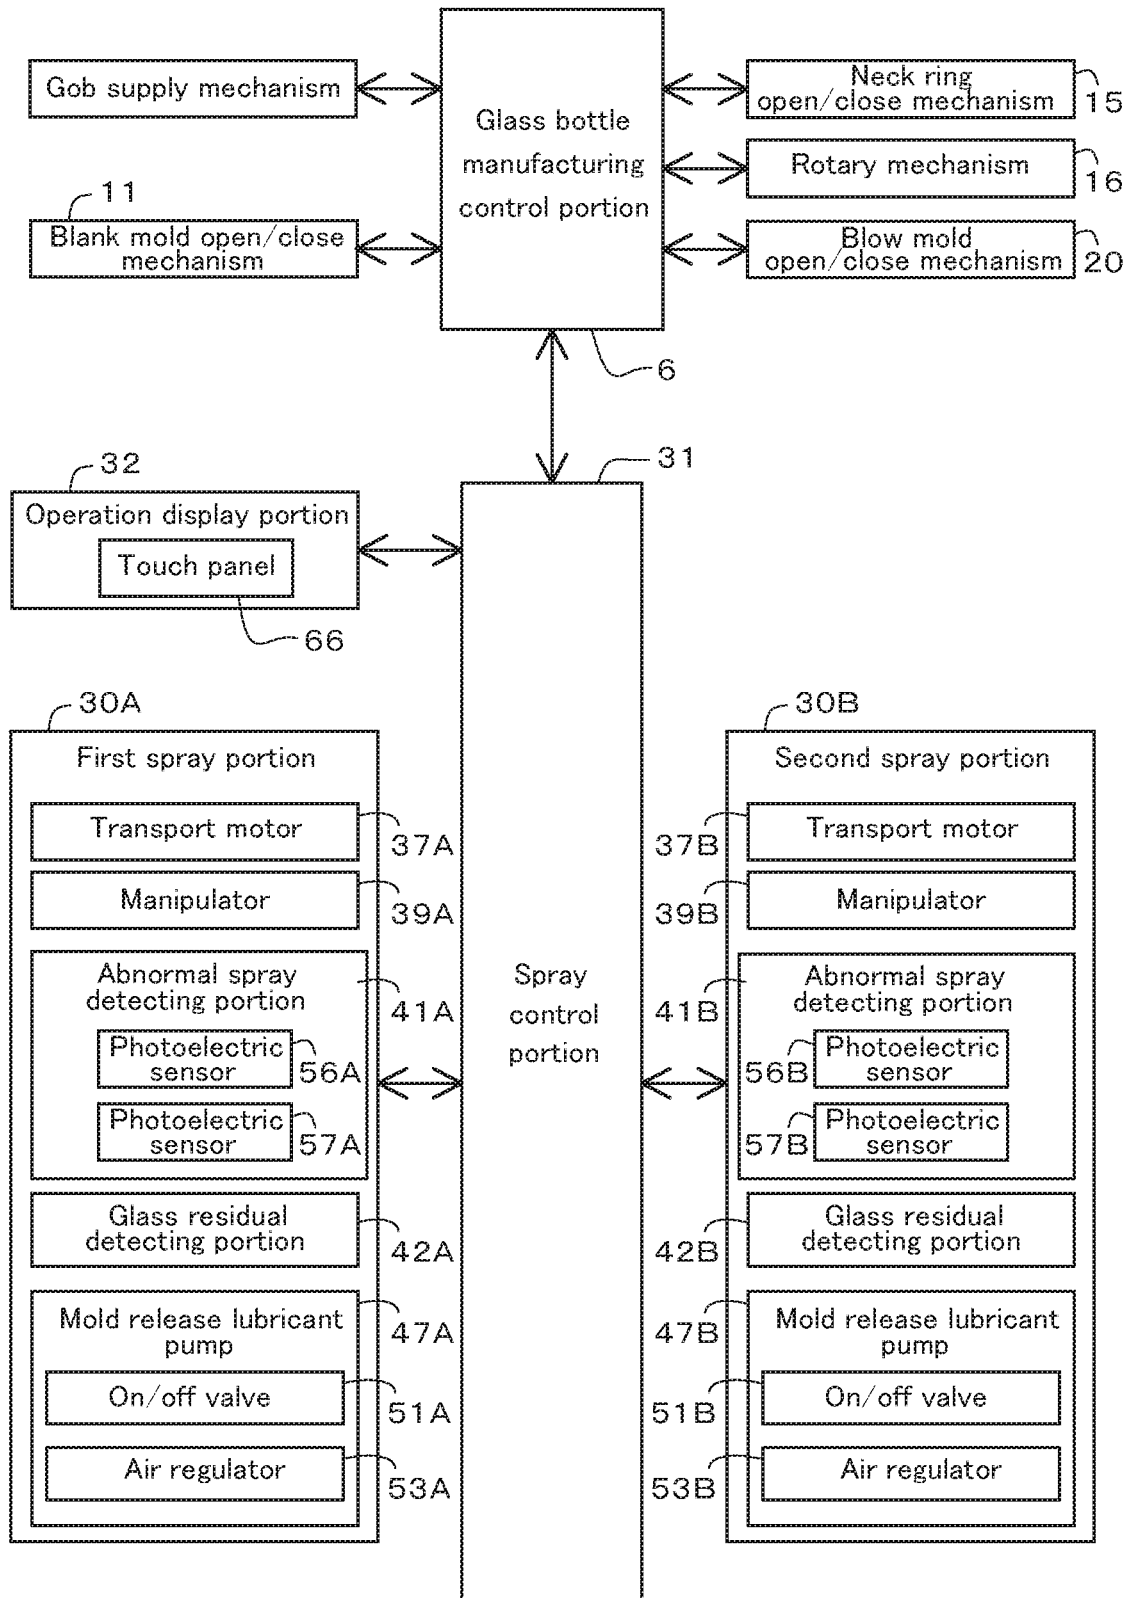 Gob supply mechanism
11
Blank mold open/close
mechanism
Glass bottle
manufacturing
control portion
6
Neck ring
open/close mechanism
15
Rotary mechanism
16
Blow mold
open/close mechanism
20
32
Operation display portion
Touch panel
66
31
Spray
control
portion
30A
First spray portion
Transport motor
37A
Manipulator
39A
Abnormal spray
detecting portion
41A
Photoelectric
sensor
56A
Photoelectric
sensor
57A
Glass residual
detecting portion
42A
Mold release lubricant
pump
47A
On/off valve
51A
Air regulator
53A
30B
Second spray portion
37B
Transport motor
39B
Manipulator
41B
Abnormal spray
detecting portion
56B
Photoelectric
sensor
57B
Photoelectric
sensor
42B
Glass residual
detecting portion
47B
Mold release lubricant
pump
51B
On/off valve
53B
Air regulator